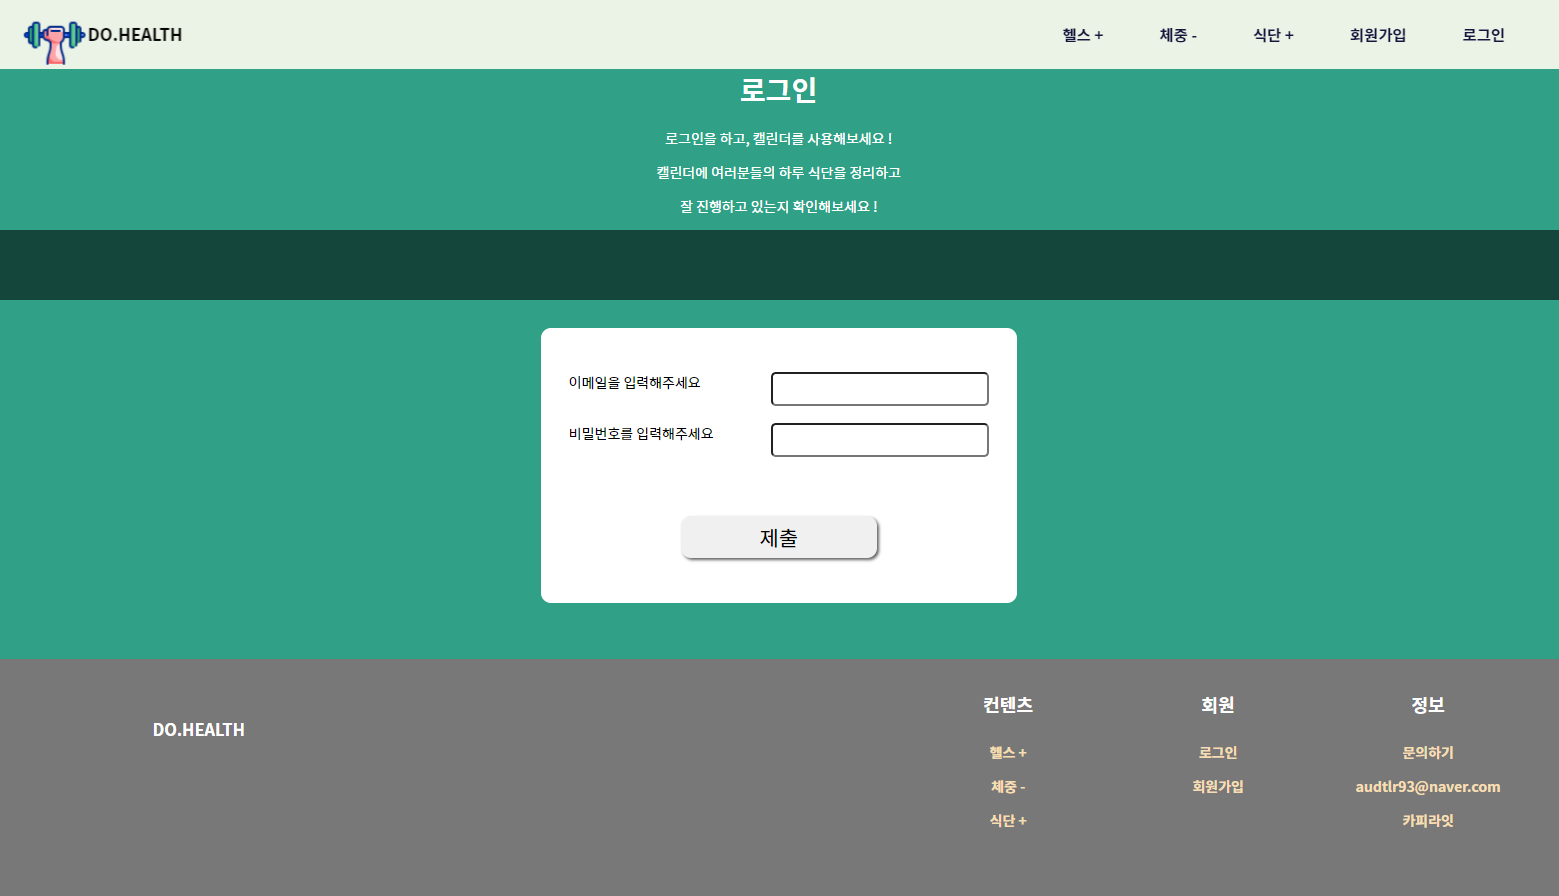 DO.HEALTH
헬스 +
체중 -
식단 +
회원가입
로그인
로그인
로그인을 하고, 캘린더를 사용해보세요 !
캘린더에 여러분들의 하루 식단을 정리하고
잘 진행하고 있는지 확인해보세요 !
이메일을 입력해주세요
비밀번호를 입력해주세요
제출
DO.HEALTH
컨텐츠
헬스 +
체중 -
식단 +
회원
로그인
회원가입
정보
문의하기
audtlr93@naver.com
카피라잇